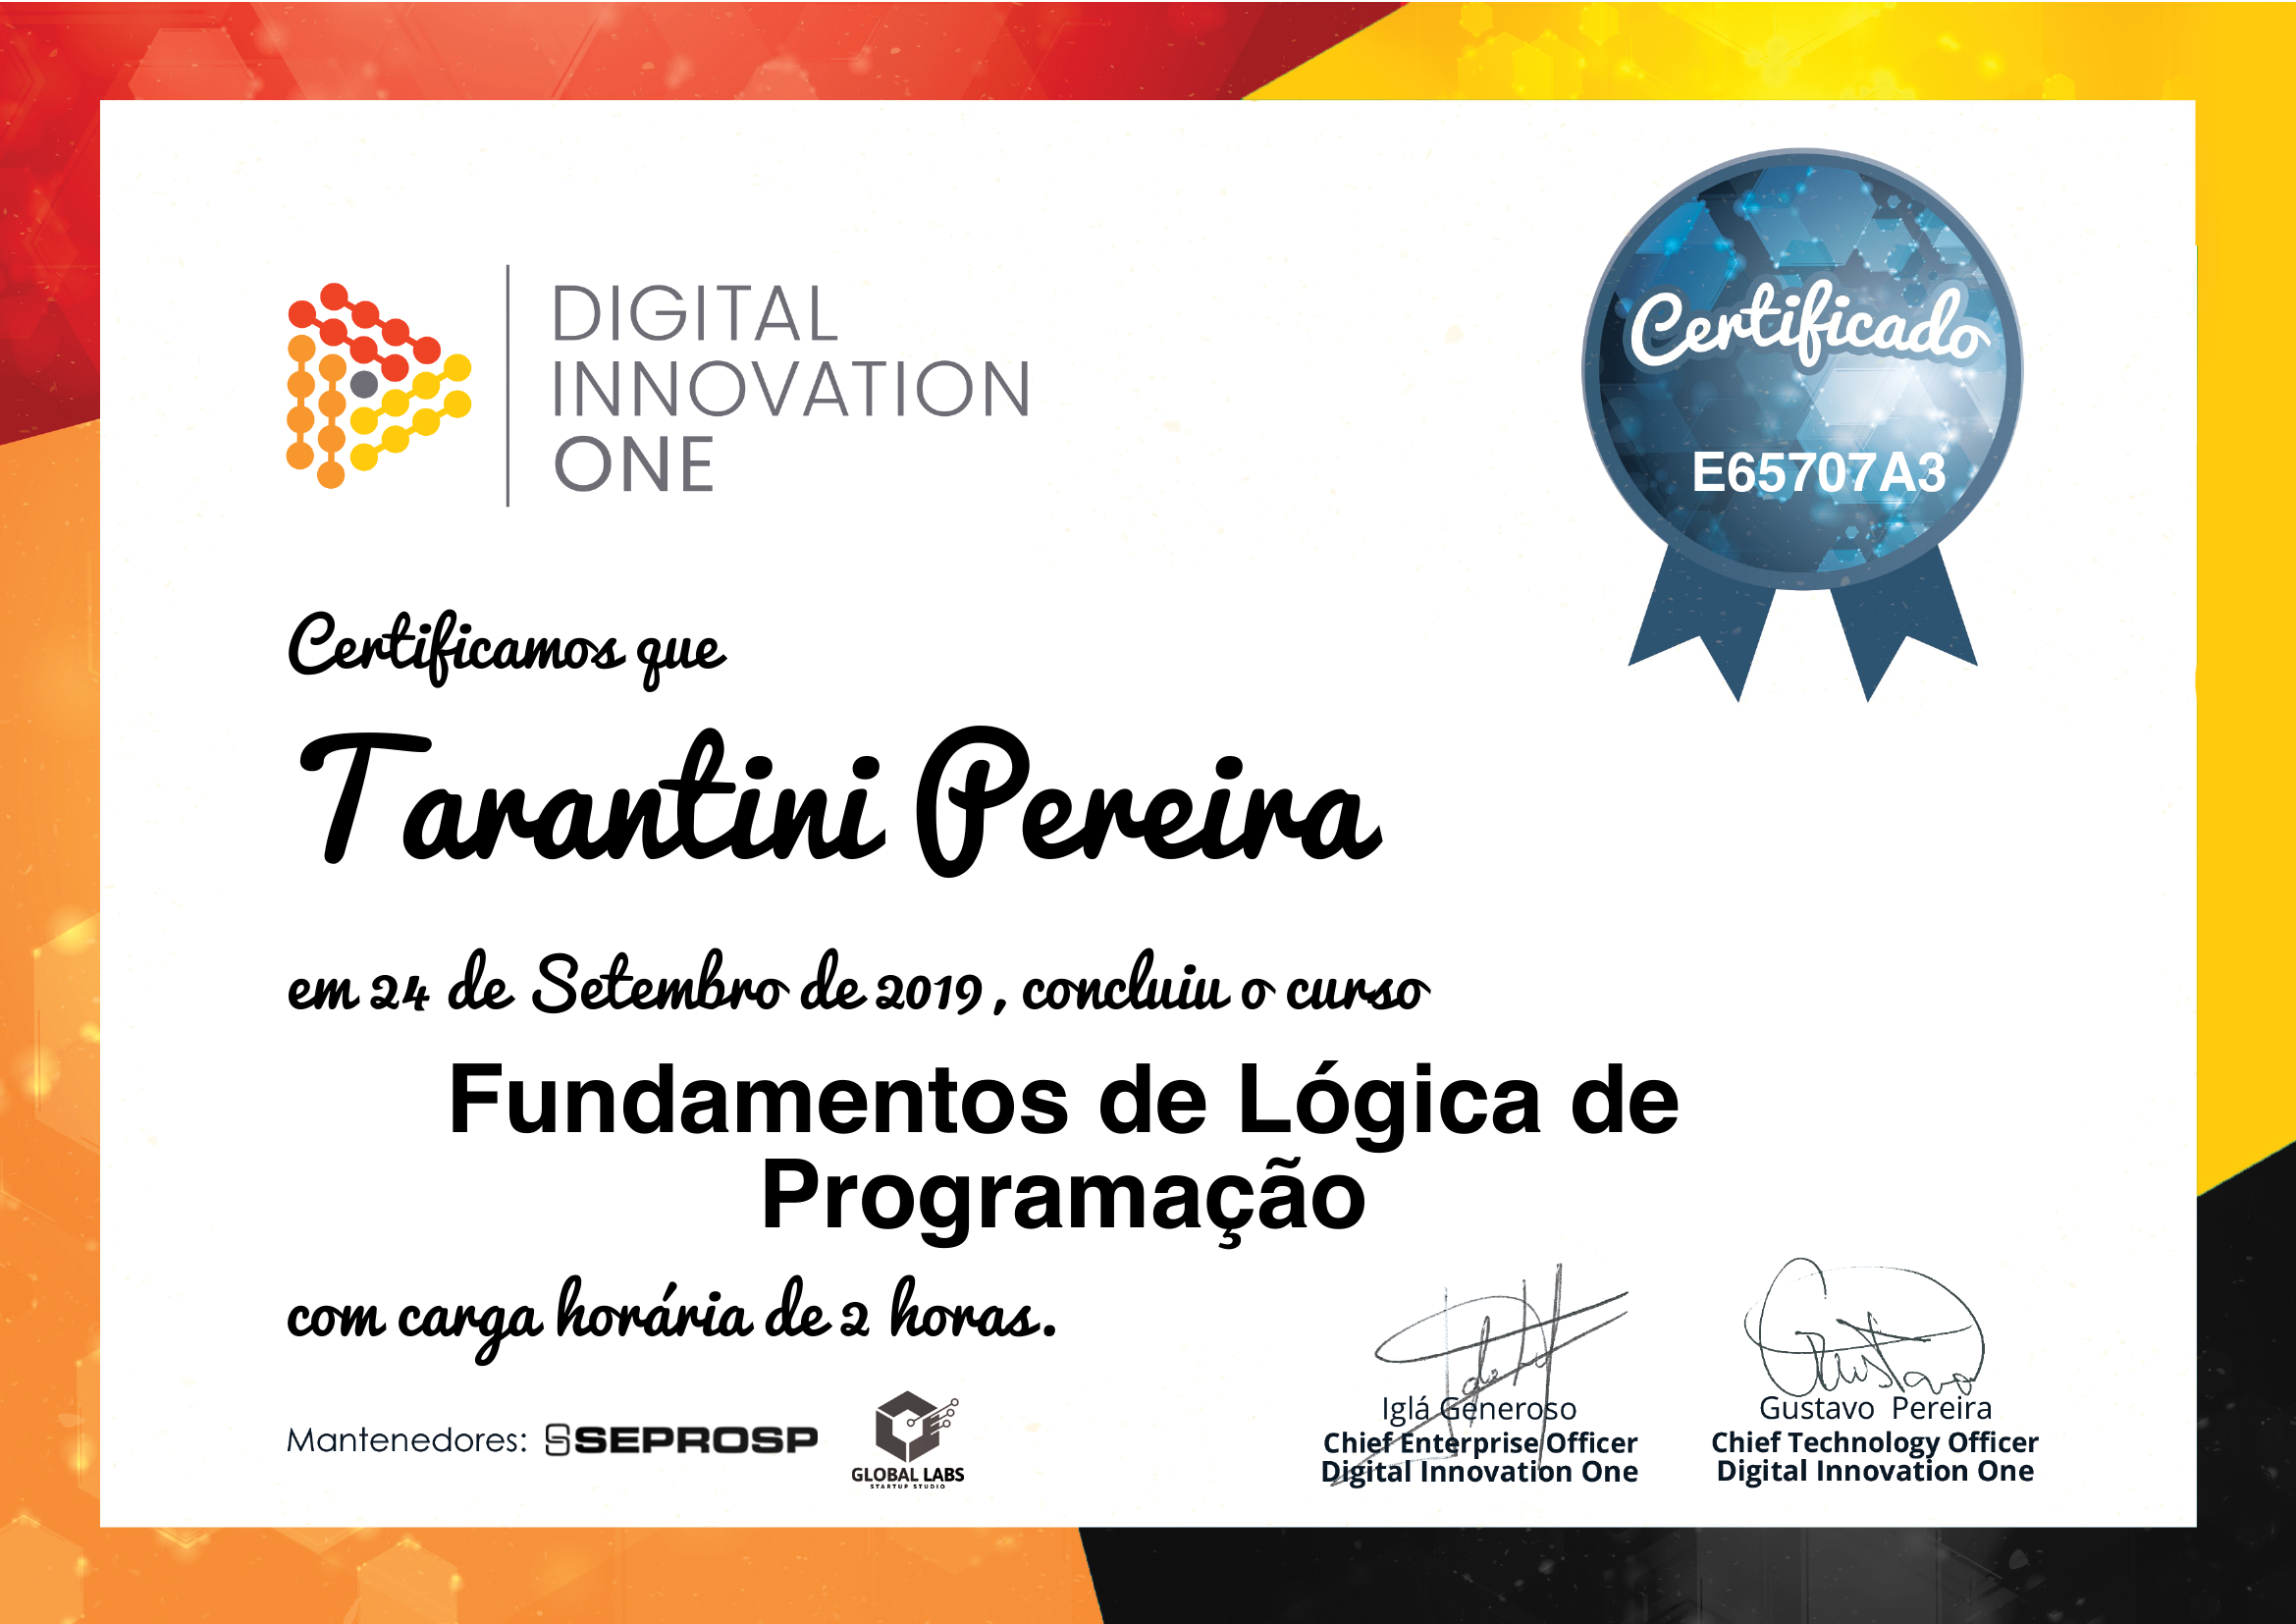 DIGITAL
INNOVATION
ONE
Certificado
E65707A3
Certificamos que
Tarantini Pereira
em 24 de Setembro de 2019, concluiu o curso
Fundamentos de Lógica de
Programação
com carga horária de 2 horas.
Mantenedores: SEPROSP
GLOBAL LABS
STARTUP STUDIO
Iglá Generoso
Chief Enterprise Officer
Digital Innovation One
Gustavo Pereira
Chief Technology Officer
Digital Innovation One